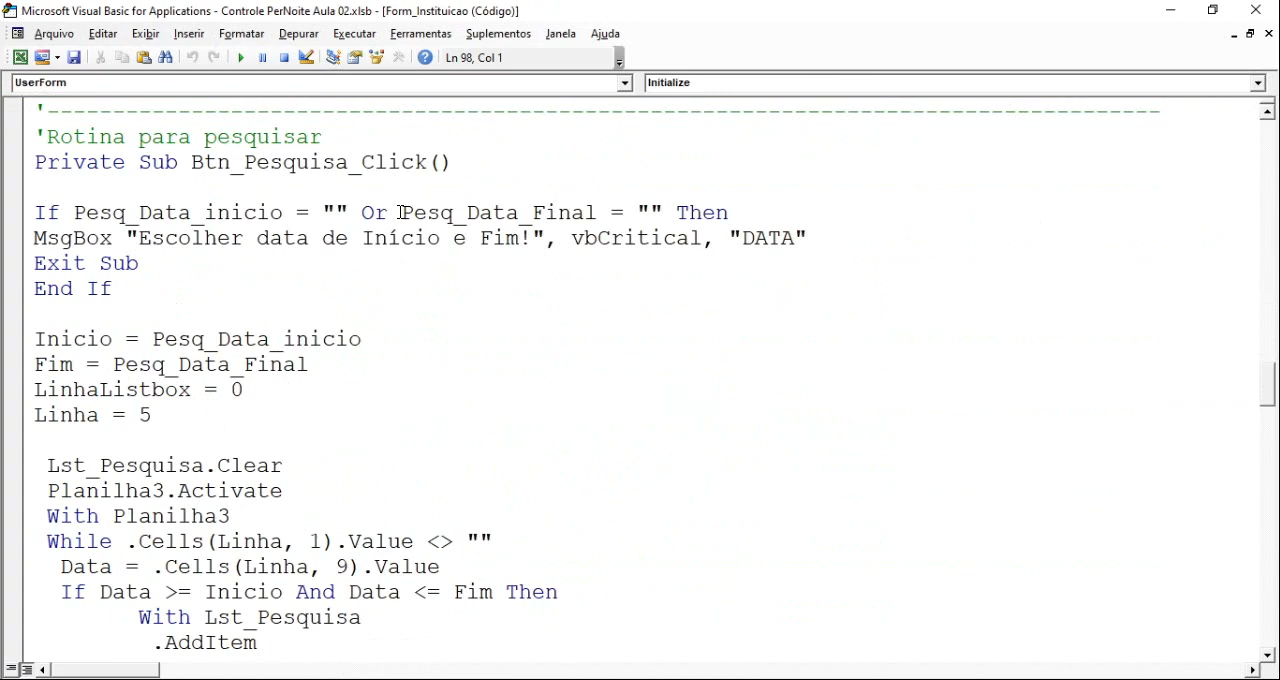 Microsoft Visual Basic for Applications - Controle PerNoite Aula 02.xlsb - [Form_Instituicao (Código)]
Arquivo Editar Exibir Inserir Formatar Depurar Executar Ferramentas Suplementos Janela Ajuda
Ln 98, Col 1
UserForm Initialize
'-------------------------------------------------------------------------------------
'Rotina para pesquisar
Private Sub Btn_Pesquisa_Click()
If Pesq_Data_inicio = "" Or Pesq_Data_Final = "" Then
MsgBox "Escolher data de Início e Fim!", vbCritical, "DATA"
Exit Sub
End If
Inicio = Pesq_Data_inicio
Fim = Pesq_Data_Final
LinhaListbox = 0
Linha = 5
Lst_Pesquisa.Clear
Planilha3.Activate
With Planilha3
While .Cells(Linha, 1).Value <> ""
Data = .Cells(Linha, 9).Value
If Data >= Inicio And Data <= Fim Then
With Lst_Pesquisa
.AddItem